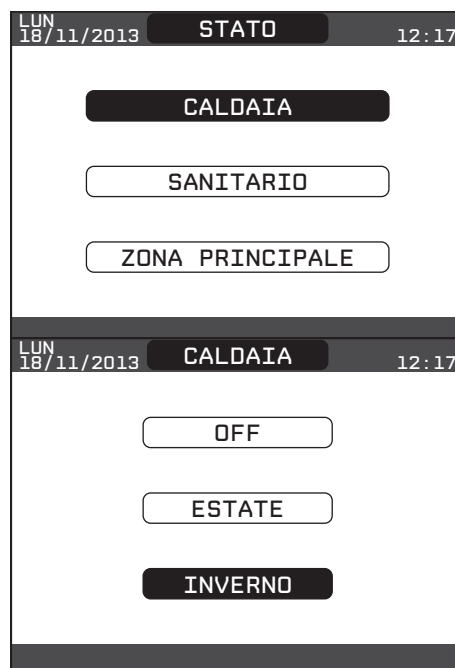 LUN
18/11/2013 STATO 12:17
CALDAIA
SANITARIO
ZONA PRINCIPALE
LUN
18/11/2013 CALDAIA 12:17
OFF
ESTATE
INVERNO